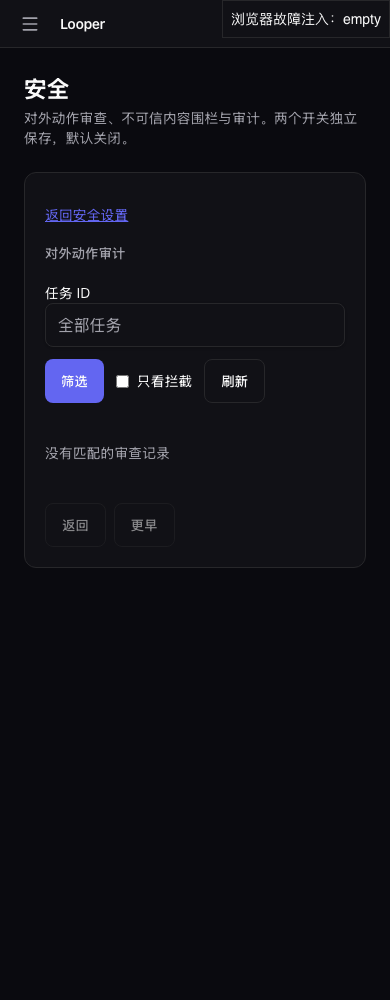 Looper
浏览器故障注入：empty
安全
对外动作审查、不可信内容围栏与审计。两个开关独立
保存，默认关闭。
返回安全设置
对外动作审计
任务 ID
全部任务
筛选
只看拦截
刷新
没有匹配的审查记录
返回
更早